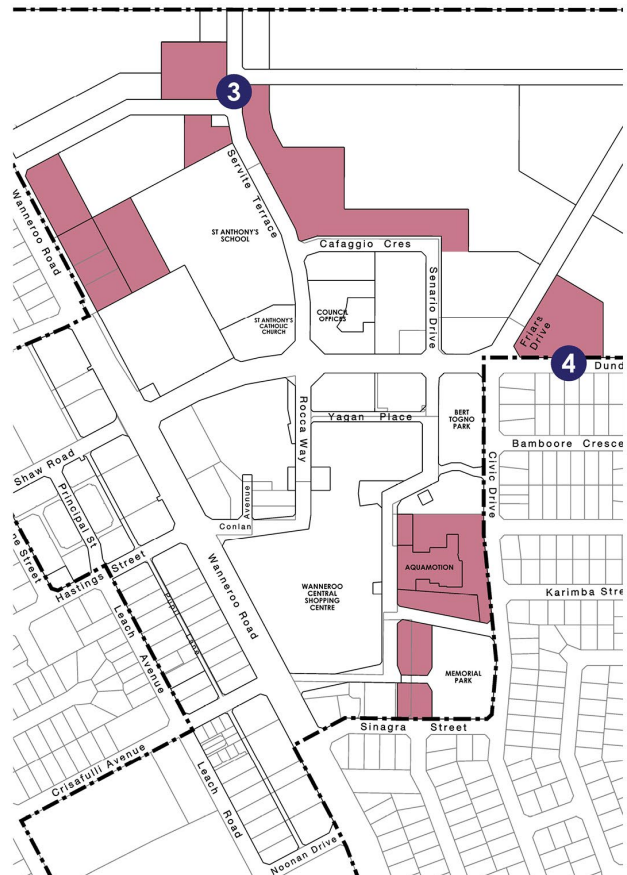 3
Wanneroo Road
Servite Terrace
ST ANTHONY'S
SCHOOL
Cafaggio Cres
ST ANTHONY'S
CATHOLIC
CHURCH
COUNCIL
OFFICES
Senario Drive
Friars
Drive
4
Dund
Rocca Way
Yagan Place
BERT
TOGNO
PARK
Bamboore Cresce
Civic Drive
Shaw Road
Principal St
Conlan
Avenue
pe Street
Hastings Street
Wanneroo Road
WANNEROO
CENTRAL
SHOPPING
CENTRE
AQUAMOTION
Karimba Stre
Leach
Avenue
Lane
MEMORIAL
PARK
Sinagra Street
Crisafulli Avenue
Leach
Road
Noonan Drive